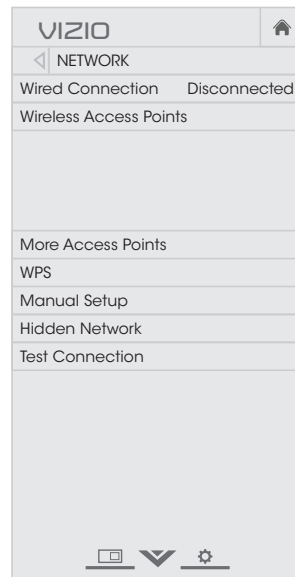 VIZIO
NETWORK
Wired Connection Disconnected
Wireless Access Points
More Access Points
WPS
Manual Setup
Hidden Network
Test Connection